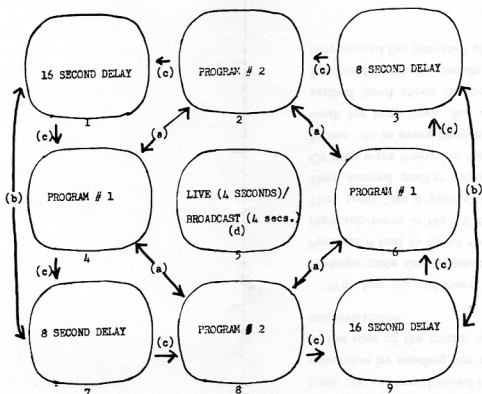 16 SECOND DELAY
(c)
PROGRAM # 2
(c)
8 SECOND DELAY
1
2
3
(c)
(a)
(a)
(c)
(b)
PROGRAM # 1
LIVE (4 SECONDS)/
BROADCAST (4 secs.)
(d)
PROGRAM # 1
(b)
4
5
6
(c)
(a)
(a)
(c)
8 SECOND DELAY
(c)
PROGRAM # 2
(c)
16 SECOND DELAY
7
8
9